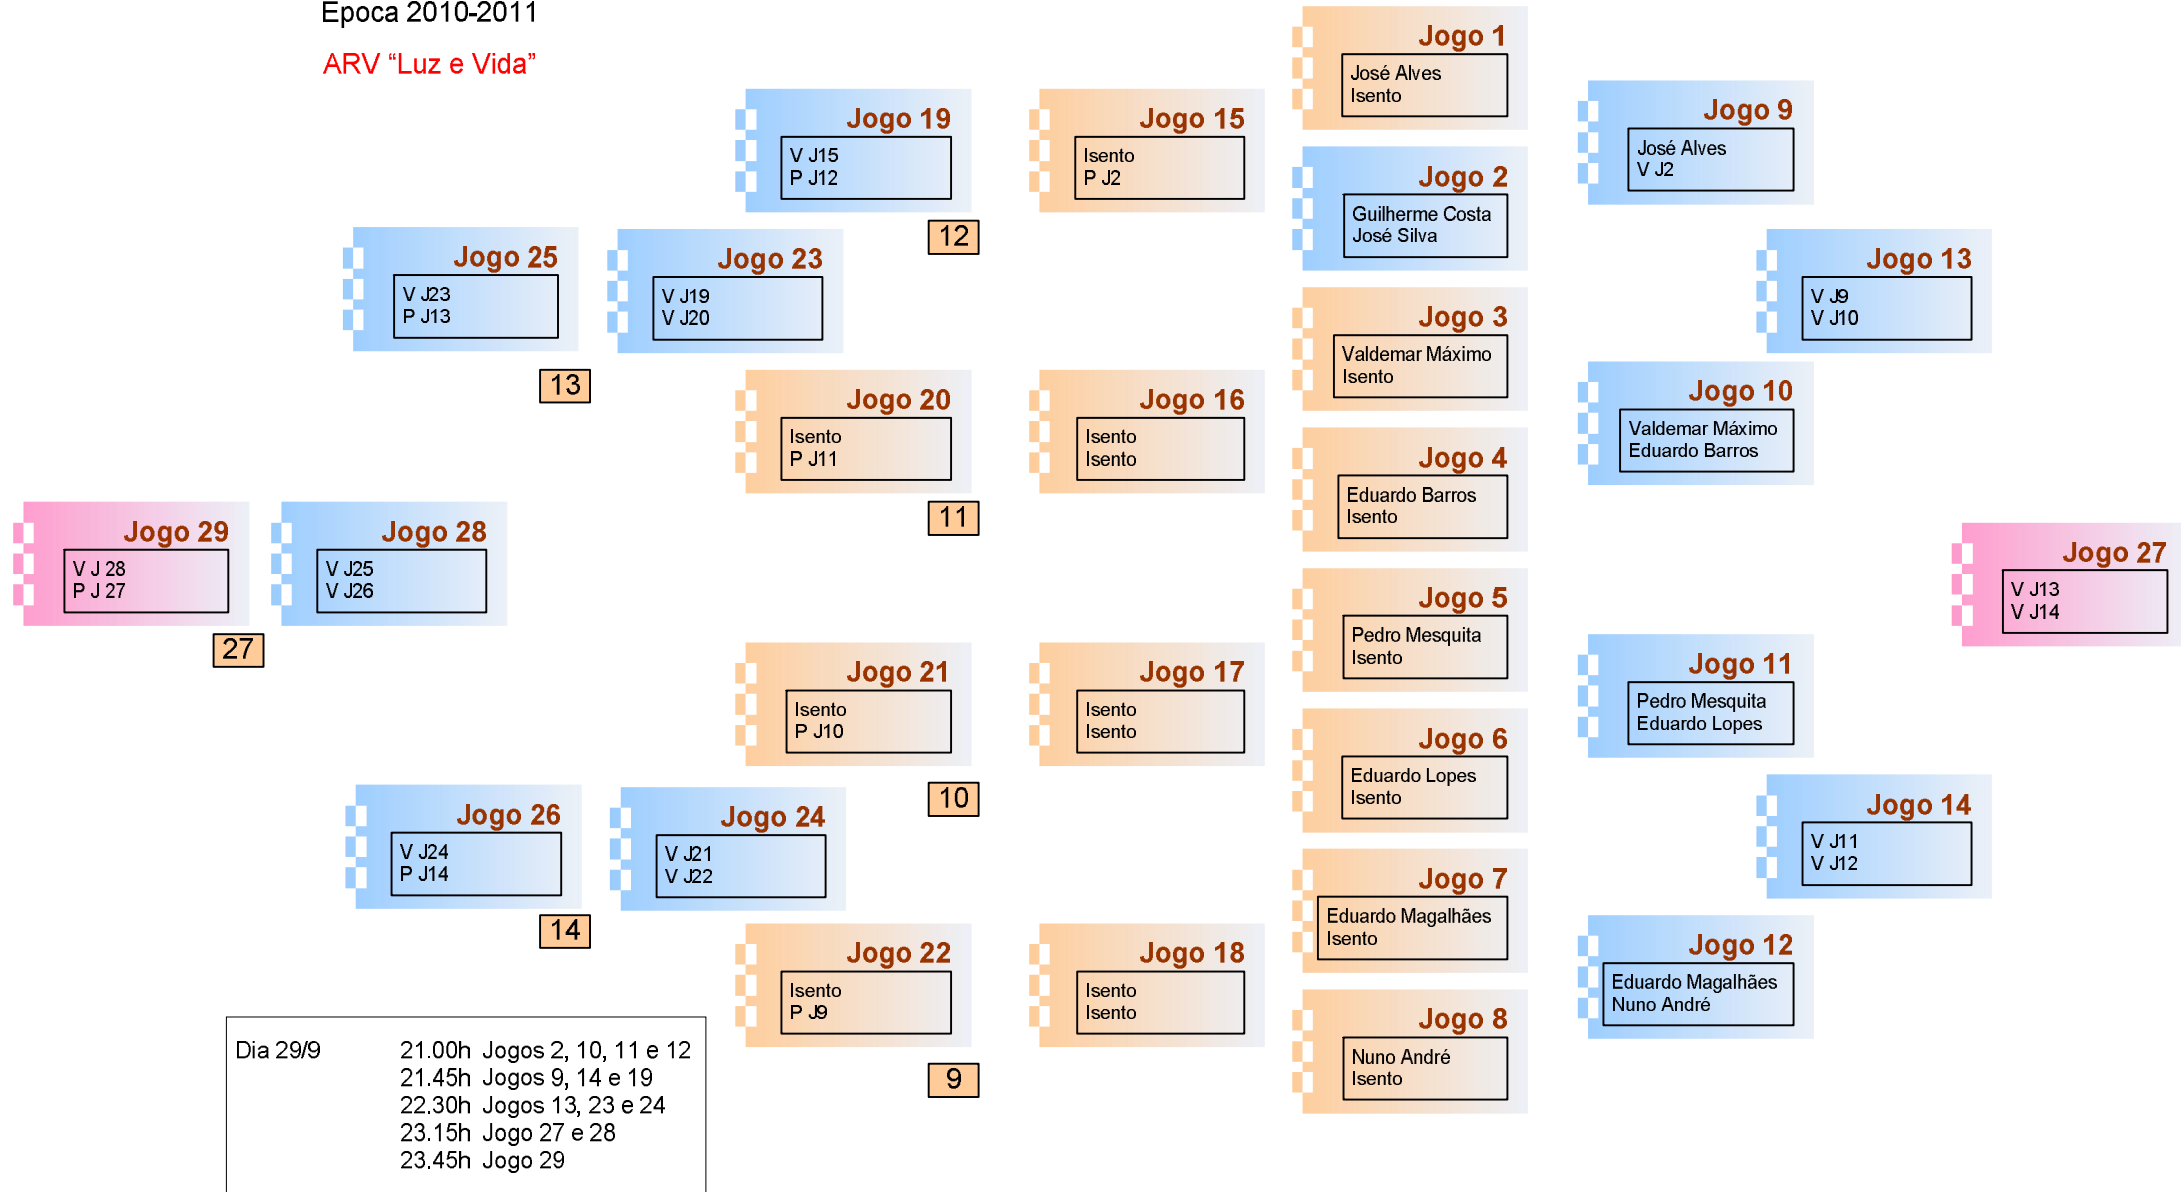 Epoca 2010-2011
ARV “Luz e Vida”
Jogo 1
José Alves
Isento
Jogo 2
Guilherme Costa
José Silva
Jogo 3
Valdemar Máximo
Isento
Jogo 4
Eduardo Barros
Isento
Jogo 5
Pedro Mesquita
Isento
Jogo 6
Eduardo Lopes
Isento
Jogo 7
Eduardo Magalhães
Isento
Jogo 8
Nuno André
Isento
Jogo 9
José Alves
V J2
Jogo 10
Valdemar Máximo
Eduardo Barros
Jogo 11
Pedro Mesquita
Eduardo Lopes
Jogo 12
Eduardo Magalhães
Nuno André
Jogo 13
V J9
V J10
Jogo 14
V J11
V J12
Jogo 27
V J13
V J14
Jogo 15
Isento
P J2
Jogo 16
Isento
Isento
Jogo 17
Isento
Isento
Jogo 18
Isento
Isento
Jogo 19
V J15
P J12
12
Jogo 20
Isento
P J11
11
Jogo 21
Isento
P J10
10
Jogo 22
Isento
P J9
9
Jogo 23
V J19
V J20
Jogo 24
V J21
V J22
Jogo 25
V J23
P J13
13
Jogo 26
V J24
P J14
14
Jogo 28
V J25
V J26
Jogo 29
V J 28
P J 27
27
Dia 29/9 21.00h Jogos 2, 10, 11 e 12
21.45h Jogos 9, 14 e 19
22.30h Jogos 13, 23 e 24
23.15h Jogo 27 e 28
23.45h Jogo 29